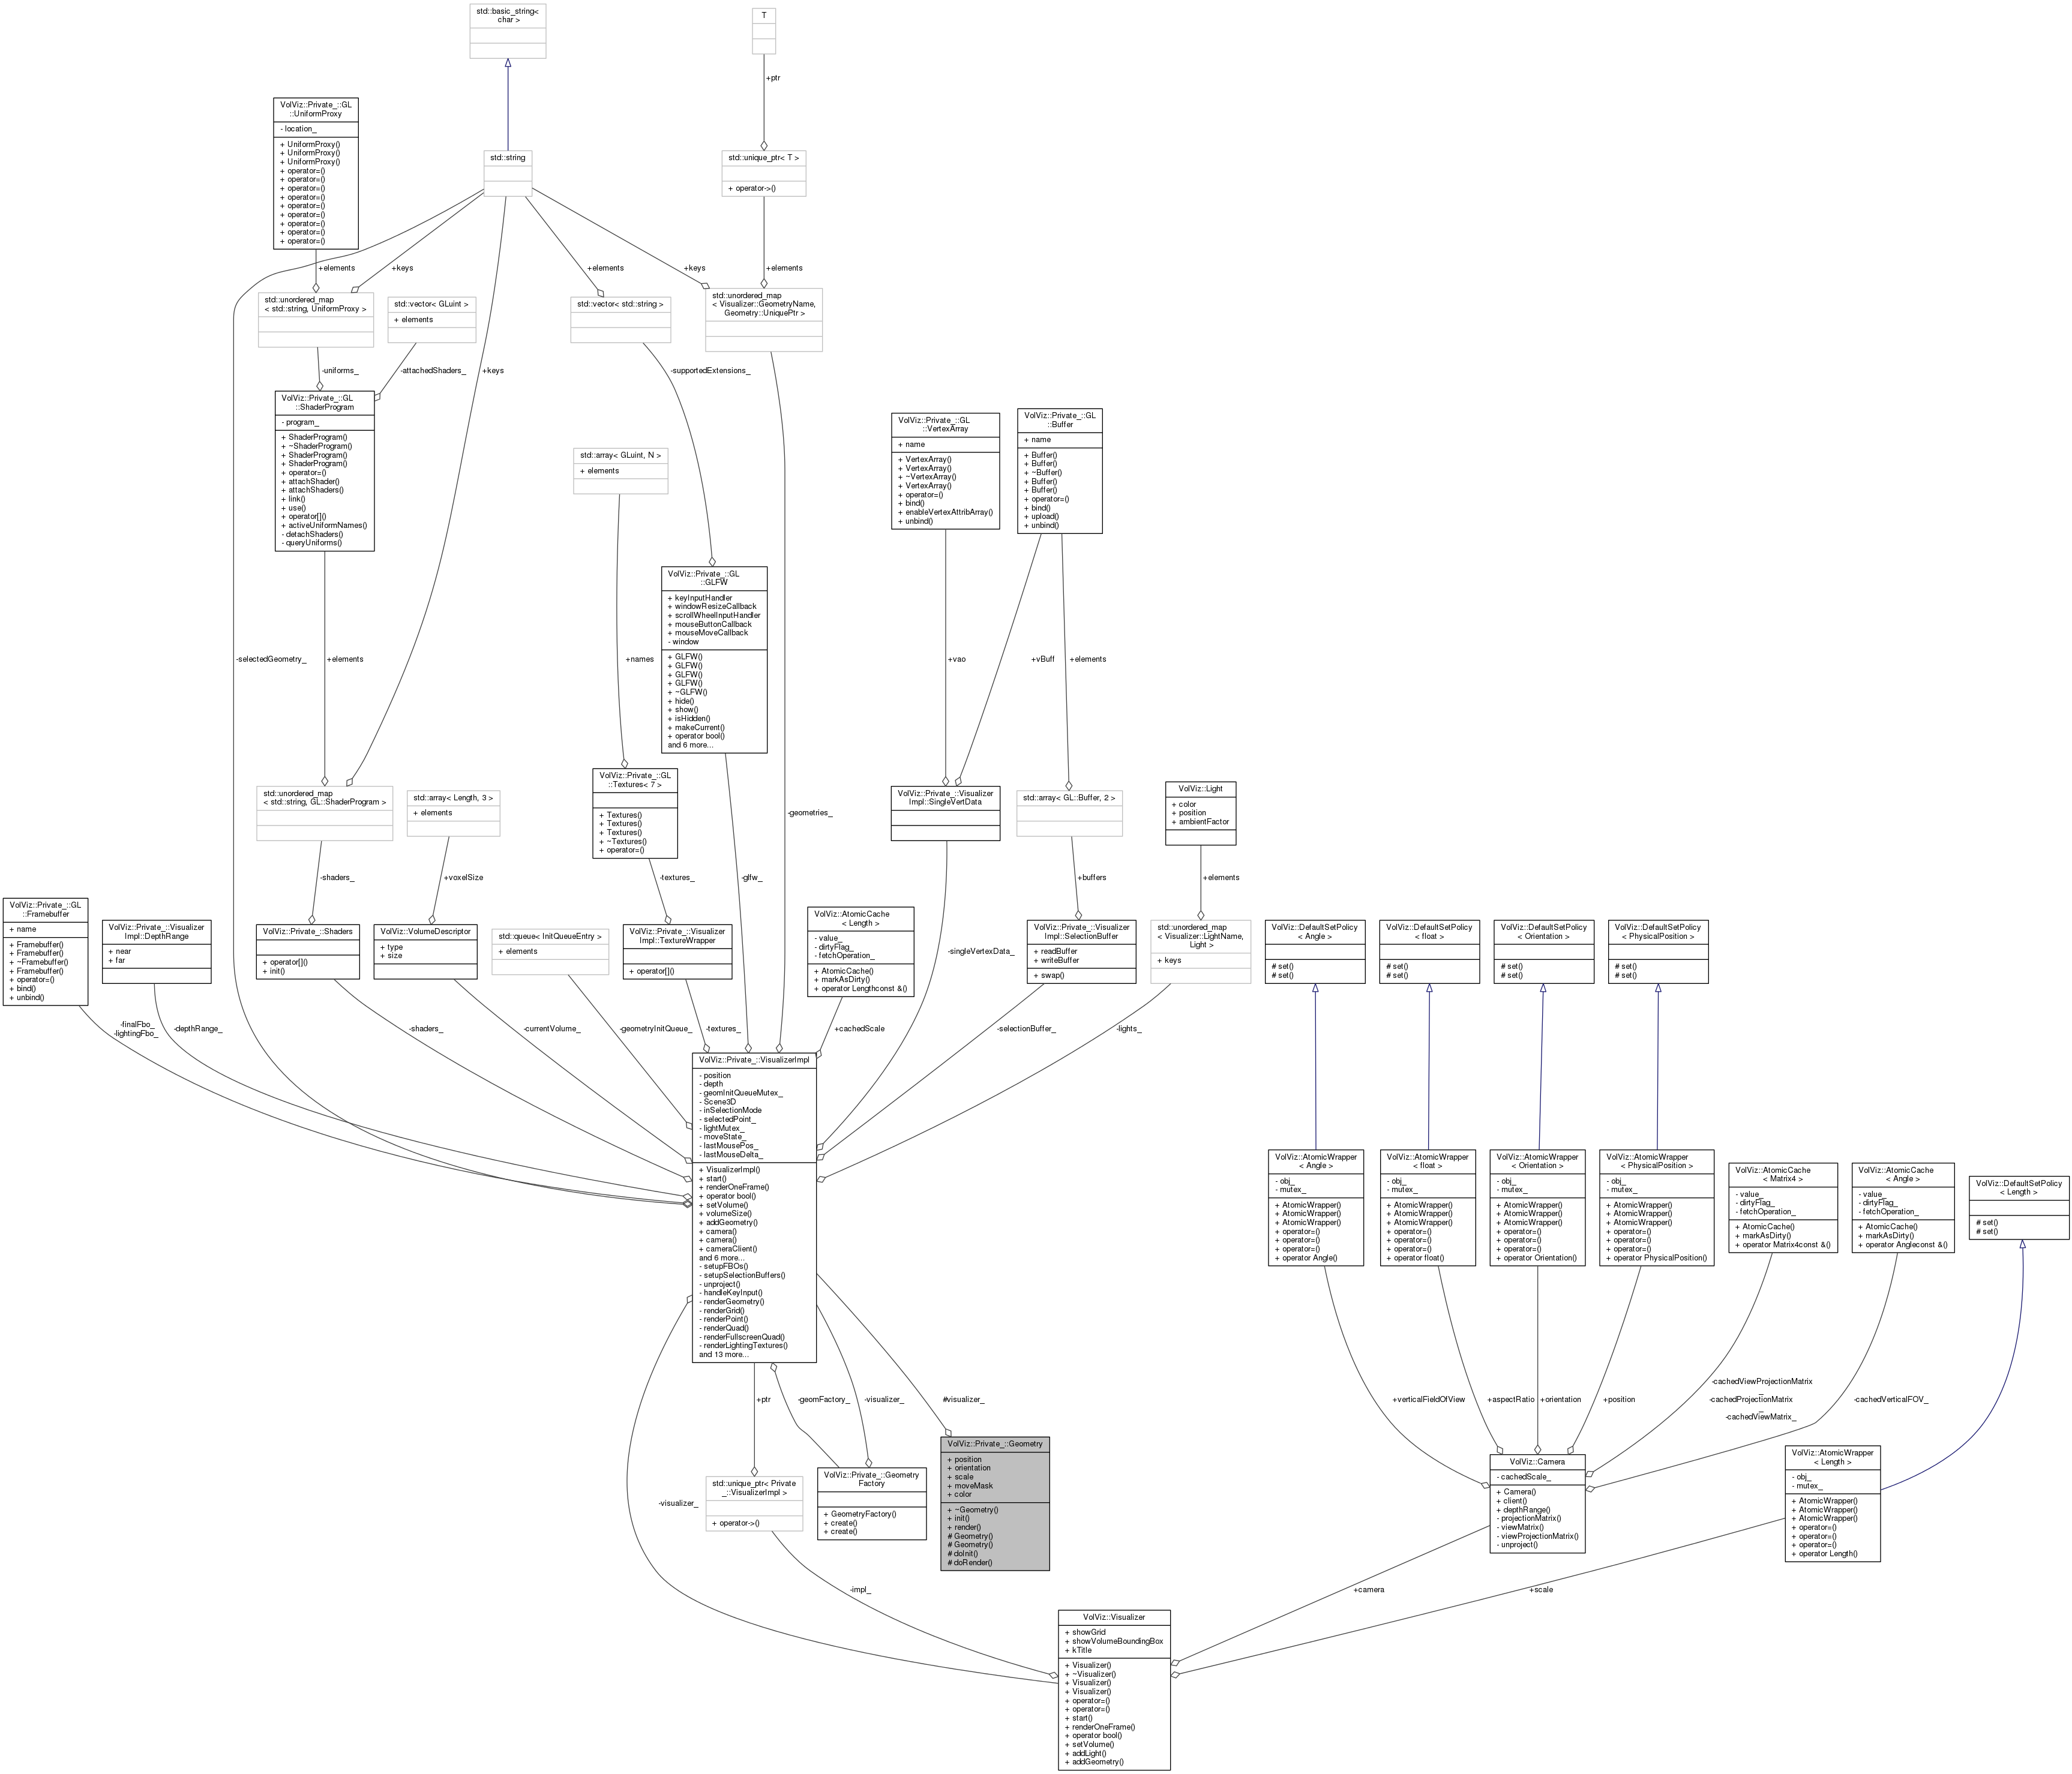 std::basic_string<
char >
T
+ptr
VolViz::Private_::GL
::UniformProxy
- location_
+ UniformProxy()
+ UniformProxy()
+ UniformProxy()
+ operator=()
+ operator=()
+ operator=()
+ operator=()
+ operator=()
+ operator=()
+ operator=()
+ operator=()
+ operator=()
std::string
std::unique_ptr< T >
+ operator->()
+elements
+keys
+elements
+keys
+elements
std::unordered_map
< std::string, UniformProxy >
std::vector< GLuint >
+ elements
std::vector< std::string >
std::unordered_map
< Visualizer::GeometryName,
Geometry::UniquePtr >
-uniforms_
-attachedShaders_
+keys
-supportedExtensions_
VolViz::Private_::GL
::ShaderProgram
- program_
+ ShaderProgram()
+ ~ShaderProgram()
+ ShaderProgram()
+ ShaderProgram()
+ operator=()
+ attachShader()
+ attachShaders()
+ link()
+ use()
+ operator[]()
+ activeUniformNames()
- detachShaders()
- queryUniforms()
std::array< GLuint, N >
+ elements
VolViz::Private_::GL
::VertexArray
+ name
+ VertexArray()
+ VertexArray()
+ ~VertexArray()
+ VertexArray()
+ operator=()
+ bind()
+ enableVertexAttribArray()
+ unbind()
VolViz::Private_::GL
::Buffer
+ name
+ Buffer()
+ Buffer()
+ ~Buffer()
+ Buffer()
+ Buffer()
+ operator=()
+ bind()
+ upload()
+ unbind()
VolViz::Private_::GL
::GLFW
+ keyInputHandler
+ windowResizeCallback
+ scrollWheelInputHandler
+ mouseButtonCallback
+ mouseMoveCallback
- window
+ GLFW()
+ GLFW()
+ GLFW()
+ GLFW()
+ ~GLFW()
+ hide()
+ show()
+ isHidden()
+ makeCurrent()
+ operator bool()
and 6 more...
-selectedGeometry_
+elements
+names
+vao
+vBuff
+elements
std::unordered_map
< std::string, GL::ShaderProgram >
std::array< Length, 3 >
+ elements
VolViz::Private_::GL
::Textures< 7 >
+ Textures()
+ Textures()
+ Textures()
+ ~Textures()
+ operator=()
-geometries_
VolViz::Private_::Visualizer
Impl::SingleVertData
std::array< GL::Buffer, 2 >
VolViz::Light
+ color
+ position
+ ambientFactor
-shaders_
+voxelSize
-textures_
-glfw_
+buffers
+elements
VolViz::Private_::GL
::Framebuffer
+ name
+ Framebuffer()
+ Framebuffer()
+ ~Framebuffer()
+ Framebuffer()
+ operator=()
+ bind()
+ unbind()
VolViz::Private_::Visualizer
Impl::DepthRange
+ near
+ far
VolViz::Private_::Shaders
+ operator[]()
+ init()
VolViz::VolumeDescriptor
+ type
+ size
std::queue< InitQueueEntry >
+ elements
VolViz::Private_::Visualizer
Impl::TextureWrapper
+ operator[]()
VolViz::AtomicCache
< Length >
- value_
- dirtyFlag_
- fetchOperation_
+ AtomicCache()
+ markAsDirty()
+ operator Lengthconst &()
-singleVertexData_
VolViz::Private_::Visualizer
Impl::SelectionBuffer
+ readBuffer
+ writeBuffer
+ swap()
std::unordered_map
< Visualizer::LightName,
Light >
+ keys
VolViz::DefaultSetPolicy
< Angle >
# set()
# set()
VolViz::DefaultSetPolicy
< float >
# set()
# set()
VolViz::DefaultSetPolicy
< Orientation >
# set()
# set()
VolViz::DefaultSetPolicy
< PhysicalPosition >
# set()
# set()
-finalFbo_
-lightingFbo_
-depthRange_
-shaders_
-currentVolume_
-geometryInitQueue_
-textures_
+cachedScale
-selectionBuffer_
-lights_
VolViz::Private_::VisualizerImpl
- position
- depth
- geomInitQueueMutex_
- Scene3D
- inSelectionMode
- selectedPoint_
- lightMutex_
- moveState_
- lastMousePos_
- lastMouseDelta_
+ VisualizerImpl()
+ start()
+ renderOneFrame()
+ operator bool()
+ setVolume()
+ volumeSize()
+ addGeometry()
+ camera()
+ camera()
+ cameraClient()
and 6 more...
- setupFBOs()
- setupSelectionBuffers()
- unproject()
- handleKeyInput()
- renderGeometry()
- renderGrid()
- renderPoint()
- renderQuad()
- renderFullscreenQuad()
- renderLightingTextures()
and 13 more...
VolViz::AtomicWrapper
< Angle >
- obj_
- mutex_
+ AtomicWrapper()
+ AtomicWrapper()
+ AtomicWrapper()
+ operator=()
+ operator=()
+ operator=()
+ operator Angle()
VolViz::AtomicWrapper
< float >
- obj_
- mutex_
+ AtomicWrapper()
+ AtomicWrapper()
+ AtomicWrapper()
+ operator=()
+ operator=()
+ operator=()
+ operator float()
VolViz::AtomicWrapper
< Orientation >
- obj_
- mutex_
+ AtomicWrapper()
+ AtomicWrapper()
+ AtomicWrapper()
+ operator=()
+ operator=()
+ operator=()
+ operator Orientation()
VolViz::AtomicWrapper
< PhysicalPosition >
- obj_
- mutex_
+ AtomicWrapper()
+ AtomicWrapper()
+ AtomicWrapper()
+ operator=()
+ operator=()
+ operator=()
+ operator PhysicalPosition()
VolViz::AtomicCache
< Matrix4 >
- value_
- dirtyFlag_
- fetchOperation_
+ AtomicCache()
+ markAsDirty()
+ operator Matrix4const &()
VolViz::AtomicCache
< Angle >
- value_
- dirtyFlag_
- fetchOperation_
+ AtomicCache()
+ markAsDirty()
+ operator Angleconst &()
VolViz::DefaultSetPolicy
< Length >
# set()
# set()
+ptr
-geomFactory_
-visualizer_
#visualizer_
+verticalFieldOfView
+aspectRatio
+orientation
+position
-cachedViewProjectionMatrix
_
-cachedProjectionMatrix
_
-cachedViewMatrix_
-cachedVerticalFOV_
-visualizer_
std::unique_ptr< Private
_::VisualizerImpl >
+ operator->()
VolViz::Private_::Geometry
Factory
+ GeometryFactory()
+ create()
+ create()
VolViz::Private_::Geometry
+ position
+ orientation
+ scale
+ moveMask
+ color
+ ~Geometry()
+ init()
+ render()
# Geometry()
# Geometry()
# doInit()
# doRender()
VolViz::Camera
- cachedScale_
+ Camera()
+ client()
+ depthRange()
- projectionMatrix()
- viewMatrix()
- viewProjectionMatrix()
- unproject()
VolViz::AtomicWrapper
< Length >
- obj_
- mutex_
+ AtomicWrapper()
+ AtomicWrapper()
+ AtomicWrapper()
+ operator=()
+ operator=()
+ operator=()
+ operator Length()
-impl_
+camera
+scale
VolViz::Visualizer
+ showGrid
+ showVolumeBoundingBox
+ kTitle
+ Visualizer()
+ ~Visualizer()
+ Visualizer()
+ Visualizer()
+ operator=()
+ operator=()
+ start()
+ renderOneFrame()
+ operator bool()
+ setVolume()
+ addLight()
+ addGeometry()